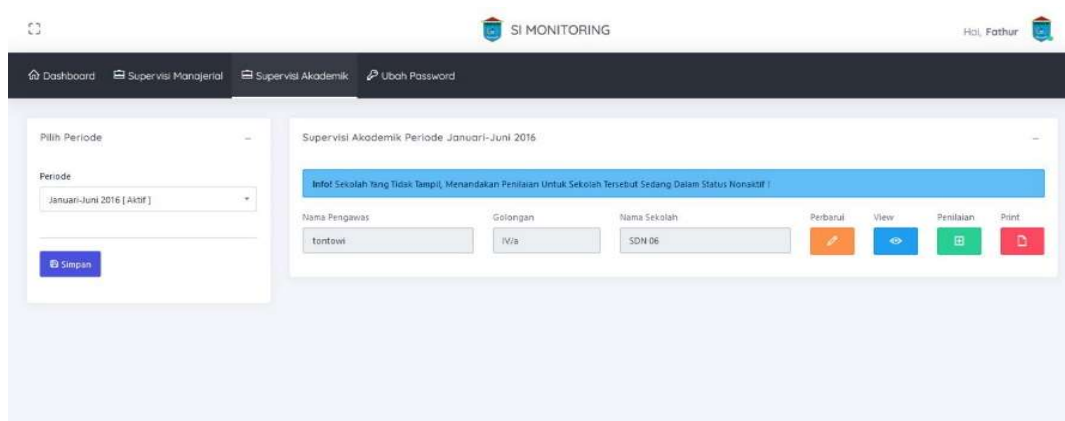 SI MONITORING
Hai, Fathur
Dashboard Supervisi Manajerial Supervisi Akademik Ubah Password
Pilih Periode
Periode
Januari-Juni 2016 [ Aktif ]
Simpan
Supervisi Akademik Periode Januari-Juni 2016
Info! Sekolah Yang Tidak Tampil, Menandakan Penilaian Untuk Sekolah Tersebut Sedang Dalam Status Nonaktif !
Nama Pengawas Golongan Nama Sekolah Perbarui View Penilaian Print
tontowi IV/a SDN 06